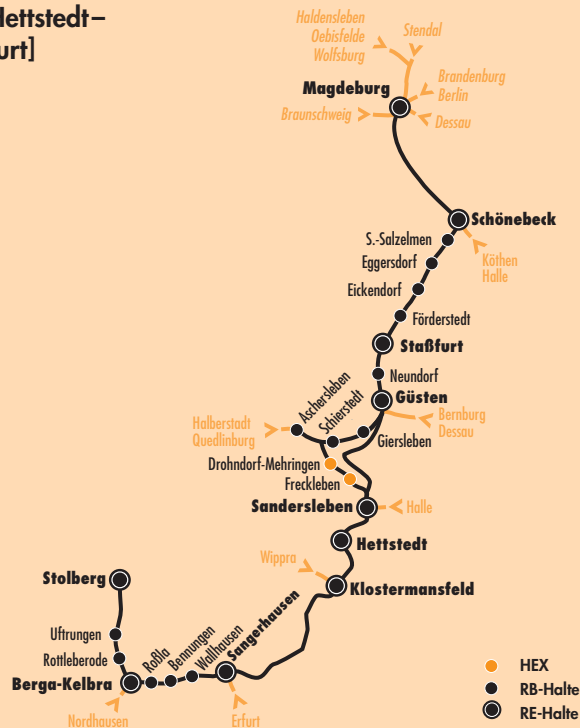 Hettstedt–
urt]
Haldensleben
Oebisfelde
Wolfsburg
Stendal
Brandenburg
Berlin
Magdeburg
Braunschweig
Dessau
Schönebeck
S.-Salzelmen
Köthen
Halle
Eggersdorf
Eickendorf
Förderstedt
Staßfurt
Neundorf
Güsten
Aschersleben
Schierstedt
Halberstadt
Quedlinburg
Bernburg
Dessau
Giersleben
Drohndorf-Mehringen
Freckleben
Sandersleben
Halle
Hettstedt
Wippra
Klostermansfeld
Stolberg
Uftrungen
Rottleberode
Berga-Kelbra
Roßla
Bennungen
Wallhausen
Sangerhausen
Nordhausen
Erfurt
HEX
RB-Halte
RE-Halte